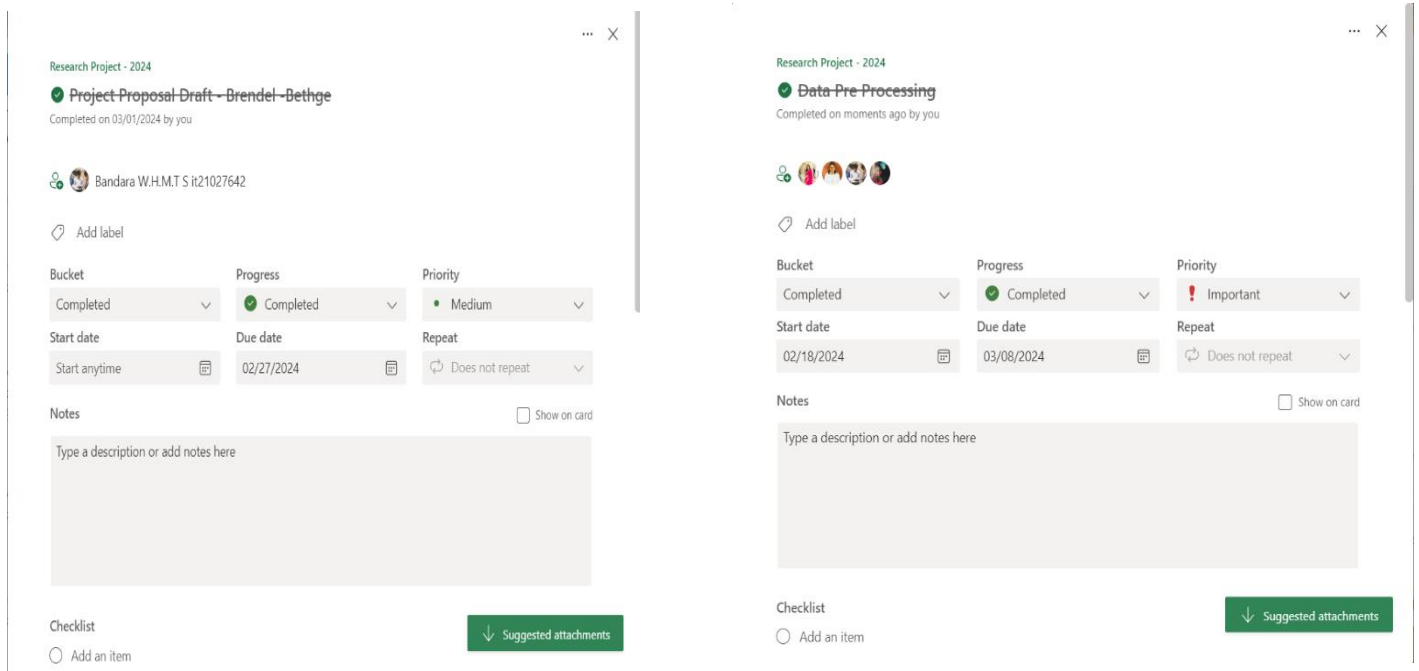 Research Project - 2024
Project Proposal Draft - Brendel -Bethge
Completed on 03/01/2024 by you
Bandara W.H.M.T S it21027642
Add label
Bucket Progress Priority
Completed Completed Medium
Start date Due date Repeat
Start anytime 02/27/2024 Does not repeat
Notes Show on card
Type a description or add notes here
Checklist
Suggested attachments
Add an item
Research Project - 2024
Data Pre Processing
Completed on moments ago by you
Add label
Bucket Progress Priority
Completed Completed Important
Start date Due date Repeat
02/18/2024 03/08/2024 Does not repeat
Notes Show on card
Type a description or add notes here
Checklist
Suggested attachments
Add an item